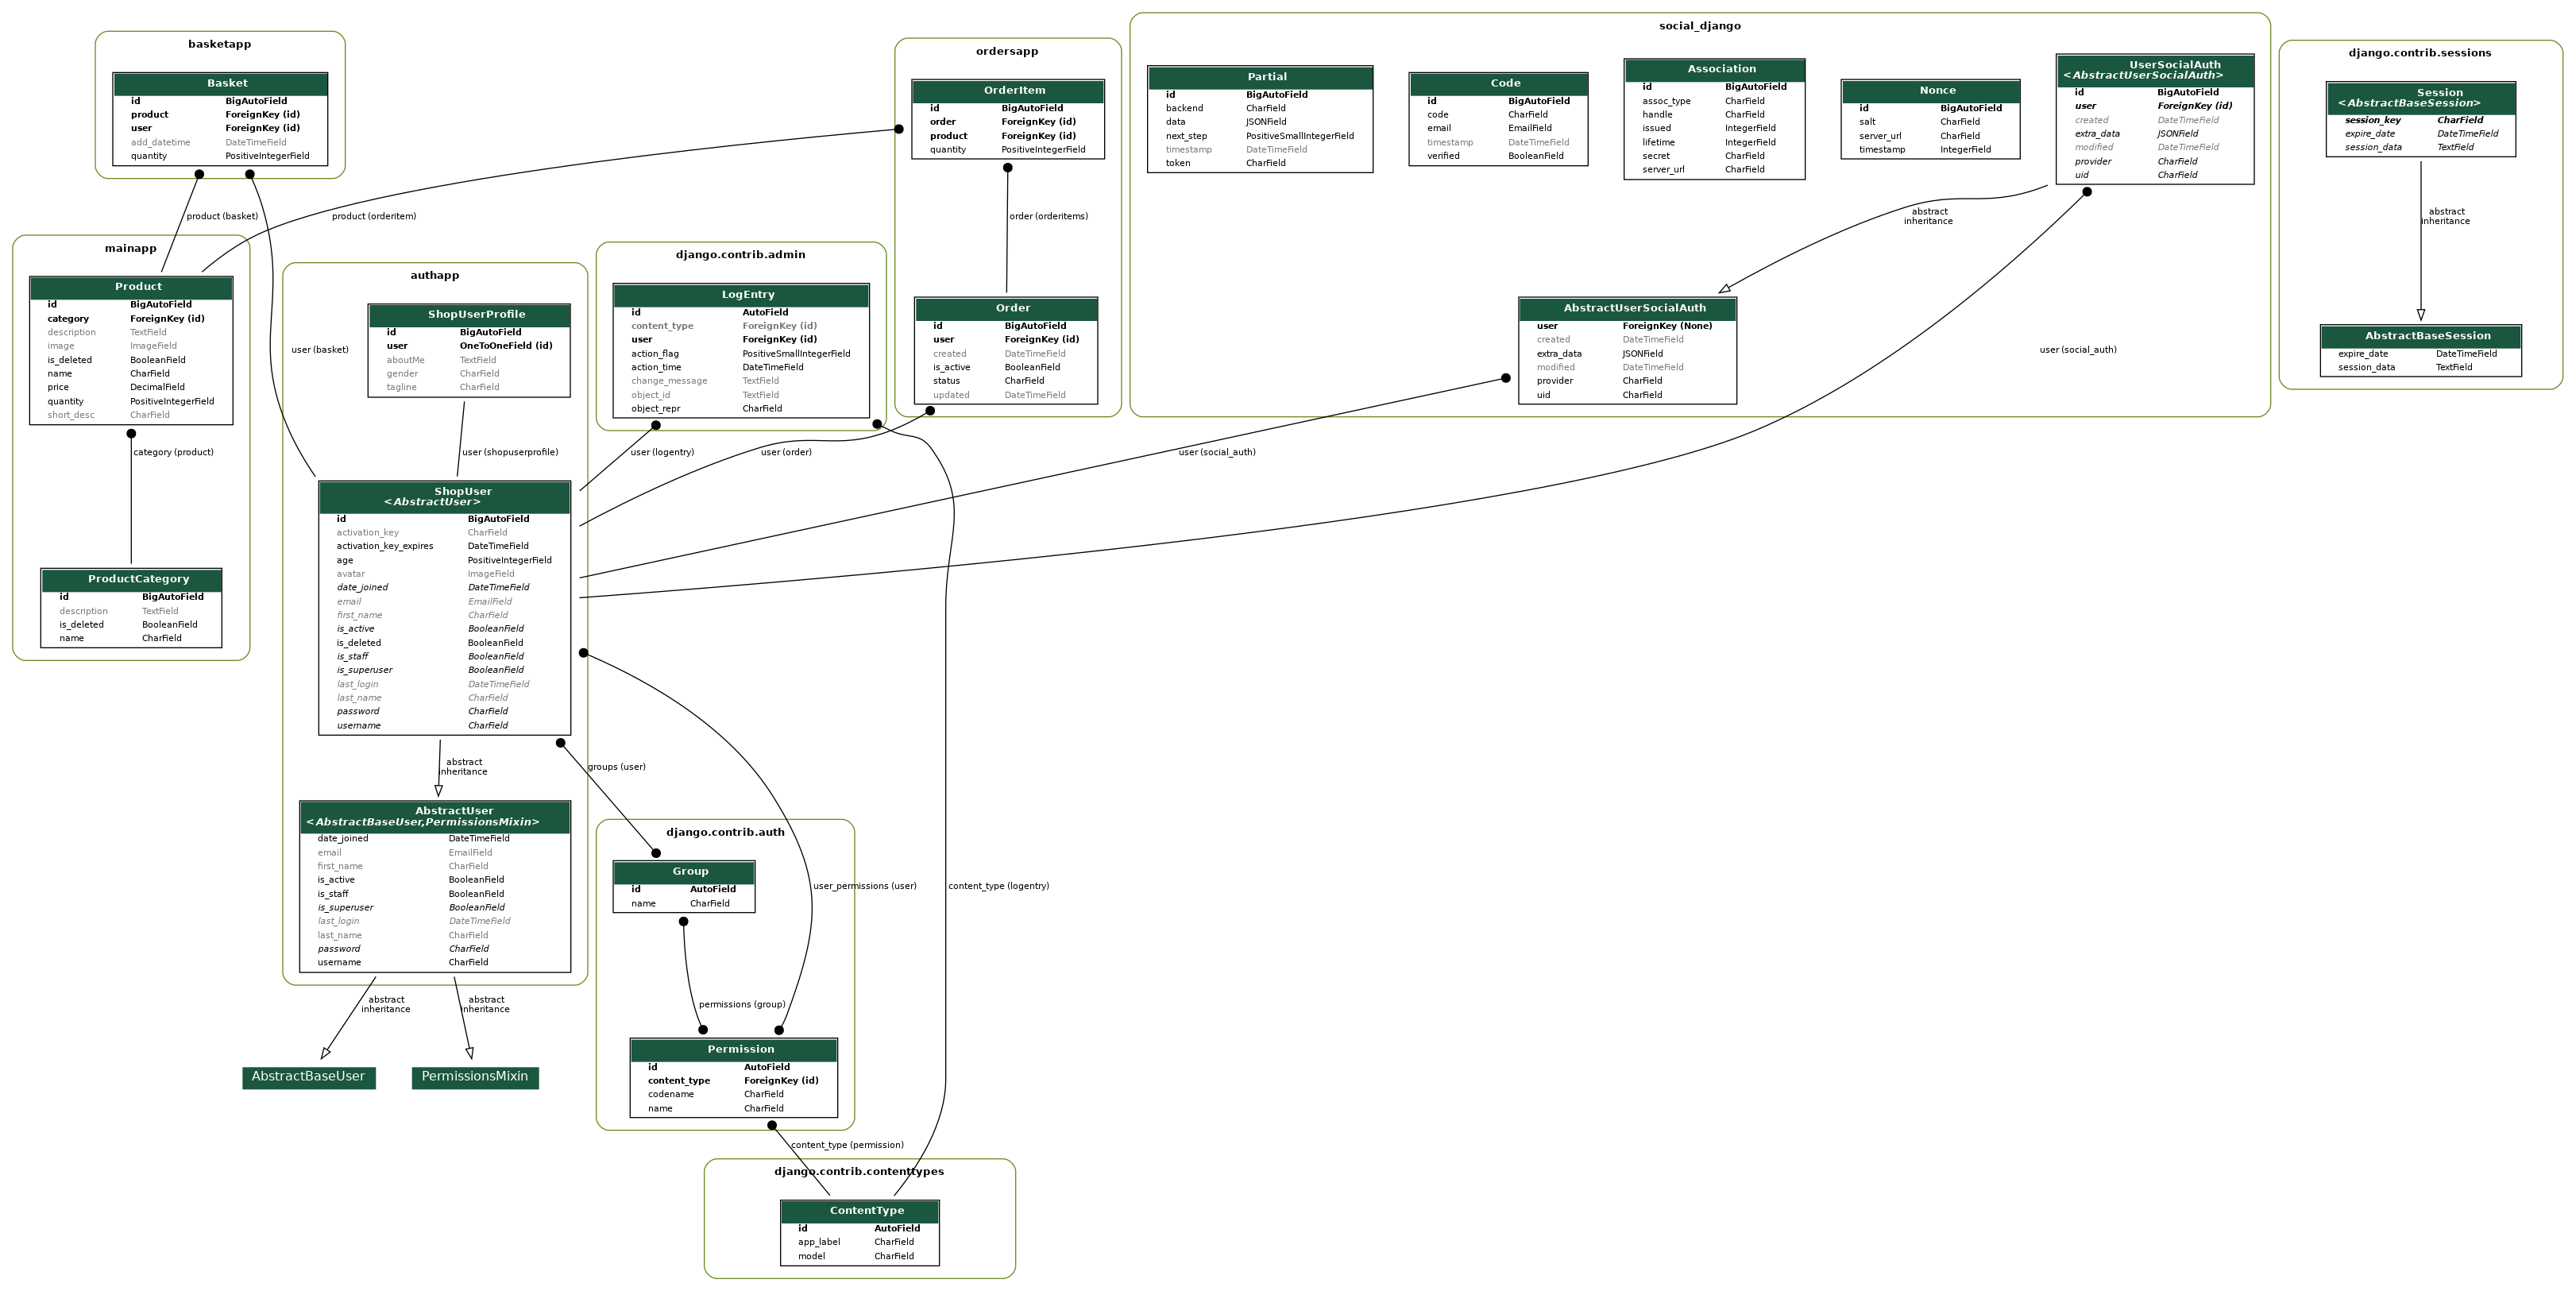 basketapp
Basket
id BigAutoField
product ForeignKey (id)
user ForeignKey (id)
add_datetime DateTimeField
quantity PositiveIntegerField
ordersapp
OrderItem
id BigAutoField
order ForeignKey (id)
product ForeignKey (id)
quantity PositiveIntegerField
social_django
Partial
id BigAutoField
backend CharField
data JSONField
next_step PositiveSmallIntegerField
timestamp DateTimeField
token CharField
Code
id BigAutoField
code CharField
email EmailField
timestamp DateTimeField
verified BooleanField
Association
id BigAutoField
assoc_type CharField
handle CharField
issued IntegerField
lifetime IntegerField
secret CharField
server_url CharField
Nonce
id BigAutoField
salt CharField
server_url CharField
timestamp IntegerField
UserSocialAuth
<AbstractUserSocialAuth>
id BigAutoField
user ForeignKey (id)
created DateTimeField
extra_data JSONField
modified DateTimeField
provider CharField
uid CharField
django.contrib.sessions
Session
<AbstractBaseSession>
session_key CharField
expire_date DateTimeField
session_data TextField
product (basket)
product (orderitem)
order (orderitems)
abstract
inheritance
abstract
inheritance
mainapp
Product
id BigAutoField
category ForeignKey (id)
description TextField
image ImageField
is_deleted BooleanField
name CharField
price DecimalField
quantity PositiveIntegerField
short_desc CharField
user (basket)
authapp
ShopUserProfile
id BigAutoField
user OneToOneField (id)
aboutMe TextField
gender CharField
tagline CharField
django.contrib.admin
LogEntry
id AutoField
content_type ForeignKey (id)
user ForeignKey (id)
action_flag PositiveSmallIntegerField
action_time DateTimeField
change_message TextField
object_id TextField
object_repr CharField
Order
id BigAutoField
user ForeignKey (id)
created DateTimeField
is_active BooleanField
status CharField
updated DateTimeField
AbstractUserSocialAuth
user ForeignKey (None)
created DateTimeField
extra_data JSONField
modified DateTimeField
provider CharField
uid CharField
user (social_auth)
AbstractBaseSession
expire_date DateTimeField
session_data TextField
category (product)
user (shopuserprofile)
user (logentry)
user (order)
user (social_auth)
ShopUser
<AbstractUser>
id BigAutoField
activation_key CharField
activation_key_expires DateTimeField
age PositiveIntegerField
avatar ImageField
date_joined DateTimeField
email EmailField
first_name CharField
is_active BooleanField
is_deleted BooleanField
is_staff BooleanField
is_superuser BooleanField
last_login DateTimeField
last_name CharField
password CharField
username CharField
ProductCategory
id BigAutoField
description TextField
is_deleted BooleanField
name CharField
abstract
inheritance
groups (user)
AbstractUser
<AbstractBaseUser,PermissionsMixin>
date_joined DateTimeField
email EmailField
first_name CharField
is_active BooleanField
is_staff BooleanField
is_superuser BooleanField
last_login DateTimeField
last_name CharField
password CharField
username CharField
django.contrib.auth
Group
id AutoField
name CharField
user_permissions (user)
content_type (logentry)
abstract
inheritance
abstract
inheritance
permissions (group)
AbstractBaseUser
PermissionsMixin
Permission
id AutoField
content_type ForeignKey (id)
codename CharField
name CharField
content_type (permission)
django.contrib.contenttypes
ContentType
id AutoField
app_label CharField
model CharField